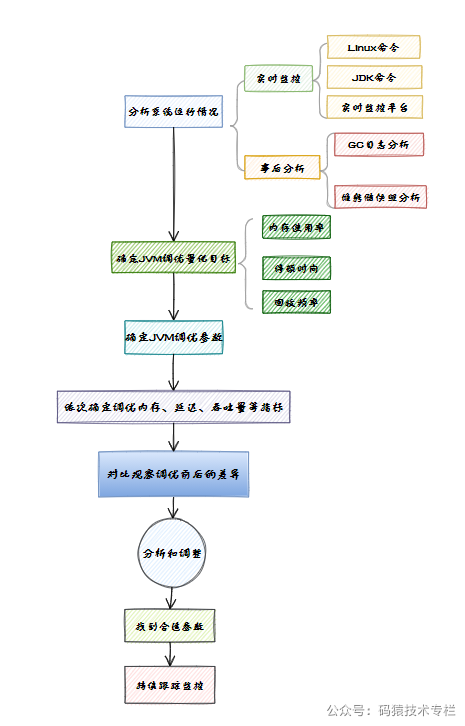 Linux命令
实时监控
JDK命令
分析系统运行情况
实时监控平台
GC日志分析
事后分析
堆转储快照分析
内存使用率
确定JVM调优量化目标
停顿时间
回收频率
确定JVM调优参数
依次确定调优内存、延迟、吞吐量等指标
对比观察调优前后的差异
分析和调整
找到合适参数
持续跟踪监控
公众号：码猿技术专栏